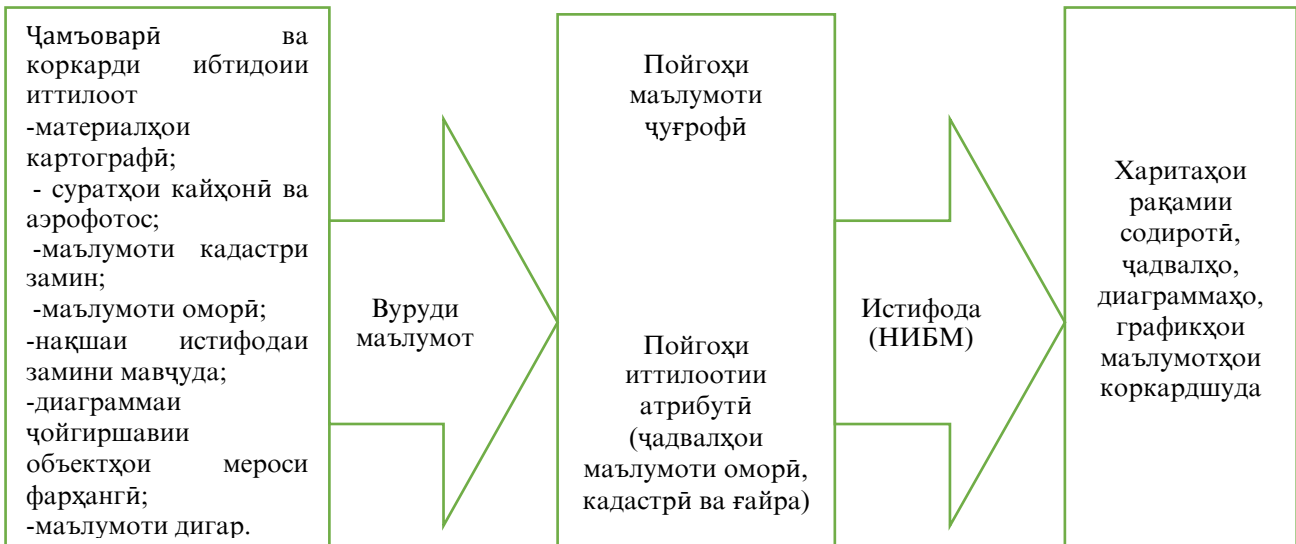 Ҷамъоварӣ ва
коркарди ибтидоии
иттилоот
-материалҳои
картографӣ;
- суратҳои кайҳонӣ ва
аэрофотос;
-маълумоти кадастри
замин;
-маълумоти оморӣ;
-нақшаи истифодаи
замини мавҷуда;
-диаграммаи
ҷойгиршавии
объектҳои мероси
фарҳангӣ;
-маълумоти дигар.
Вуруди
маълумот
Пойгоҳи
маълумоти
ҷуғрофӣ
Пойгоҳи
иттилоотии
атрибутӣ
(ҷадвалҳои
маълумоти оморӣ,
кадастрӣ ва ғайра)
Истифода
(НИБМ)
Харитаҳои
рақамии
содиротӣ,
ҷадвалҳо,
диаграммаҳо,
графикҳои
маълумотҳои
коркардшуда